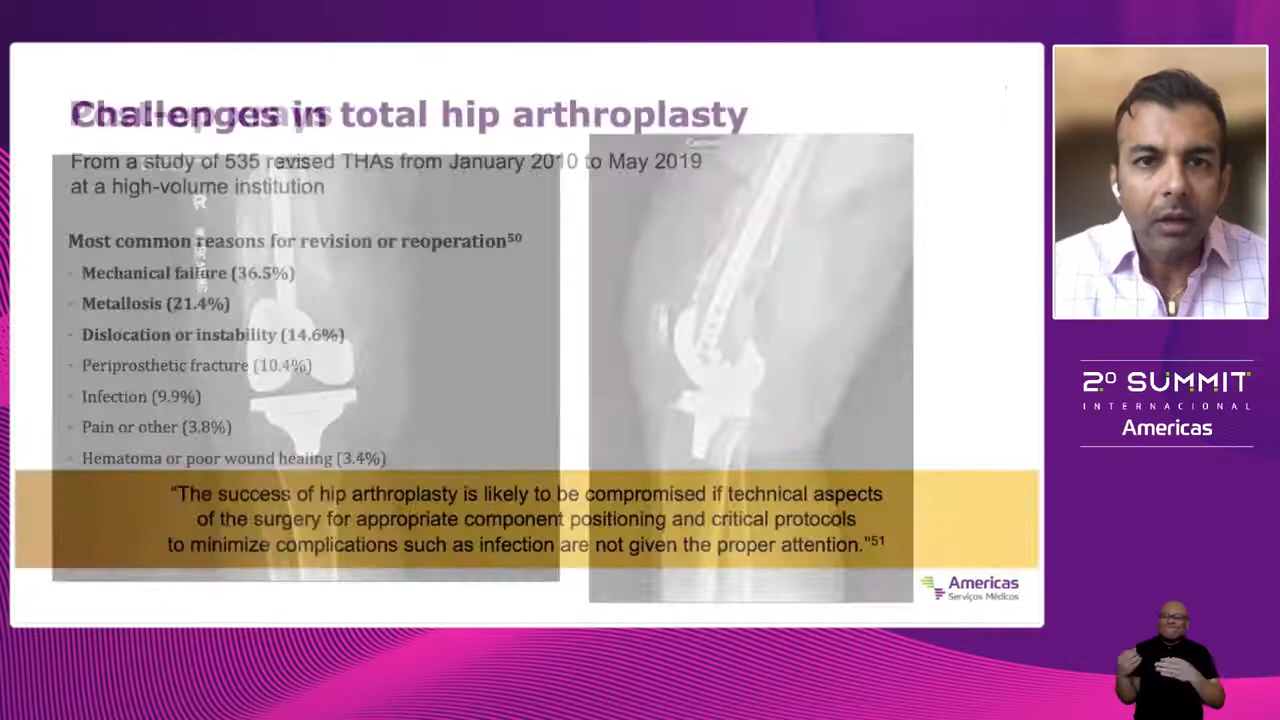 Challenges in total hip arthroplasty
From a study of 535 revised THAs from January 2010 to May 2019
at a high-volume institution
R
Most common reasons for revision or reoperation⁵⁰
- Mechanical failure (36.5%)
- Metallosis (21.4%)
- Dislocation or instability (14.6%)
- Periprosthetic fracture (10.4%)
- Infection (9.9%)
- Pain or other (3.8%)
- Hematoma or poor wound healing (3.4%)
“The success of hip arthroplasty is likely to be compromised if technical aspects
of the surgery for appropriate component positioning and critical protocols
to minimize complications such as infection are not given the proper attention.”⁵¹
Americas
Serviços Médicos
2º SUMMIT
INTERNACIONAL
Americas